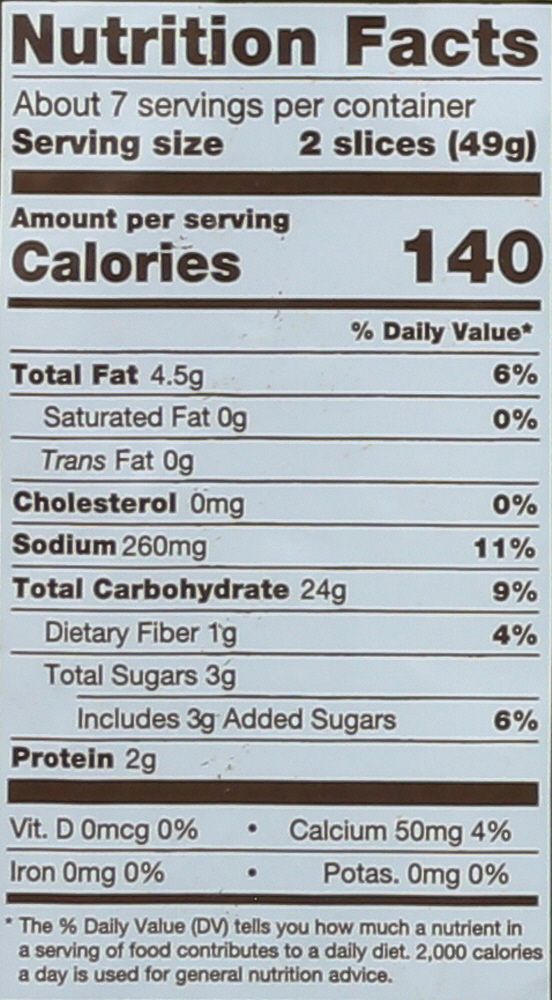 Nutrition Facts
About 7 servings per container
Serving size 2 slices (49g)
Amount per serving
Calories 140
% Daily Value*
Total Fat 4.5g 6%
Saturated Fat 0g 0%
Trans Fat 0g
Cholesterol 0mg 0%
Sodium 260mg 11%
Total Carbohydrate 24g 9%
Dietary Fiber 1g 4%
Total Sugars 3g
Includes 3g Added Sugars 6%
Protein 2g
Vit. D 0mcg 0% • Calcium 50mg 4%
Iron 0mg 0% • Potas. 0mg 0%
* The % Daily Value (DV) tells you how much a nutrient in
a serving of food contributes to a daily diet. 2,000 calories
a day is used for general nutrition advice.